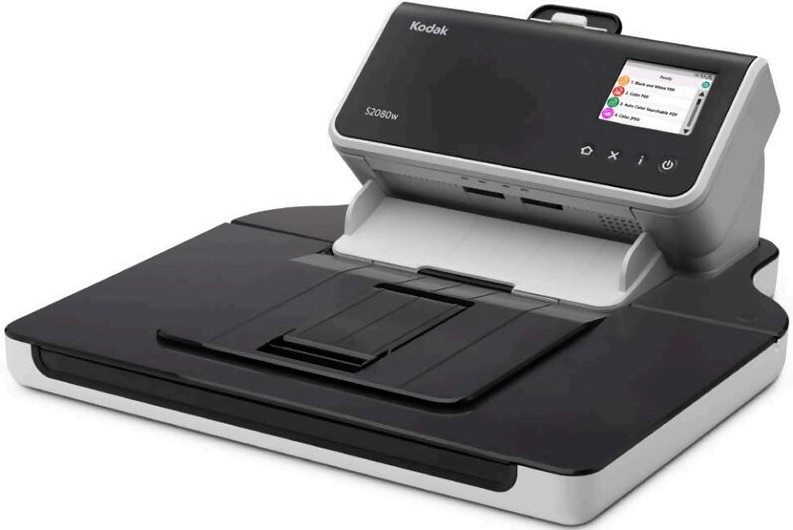 Kodak
S2080w
Ready
1. Black and White PDF
2. Color PDF
3. Auto Color Searchable PDF
4. Color JPEG